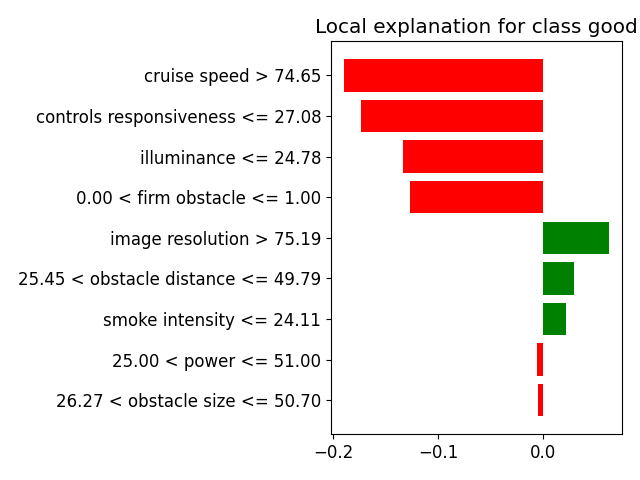 Local explanation for class good
cruise speed > 74.65
controls responsiveness <= 27.08
illuminance <= 24.78
0.00 < firm obstacle <= 1.00
image resolution > 75.19
25.45 < obstacle distance <= 49.79
smoke intensity <= 24.11
25.00 < power <= 51.00
26.27 < obstacle size <= 50.70
−0.2 −0.1 0.0